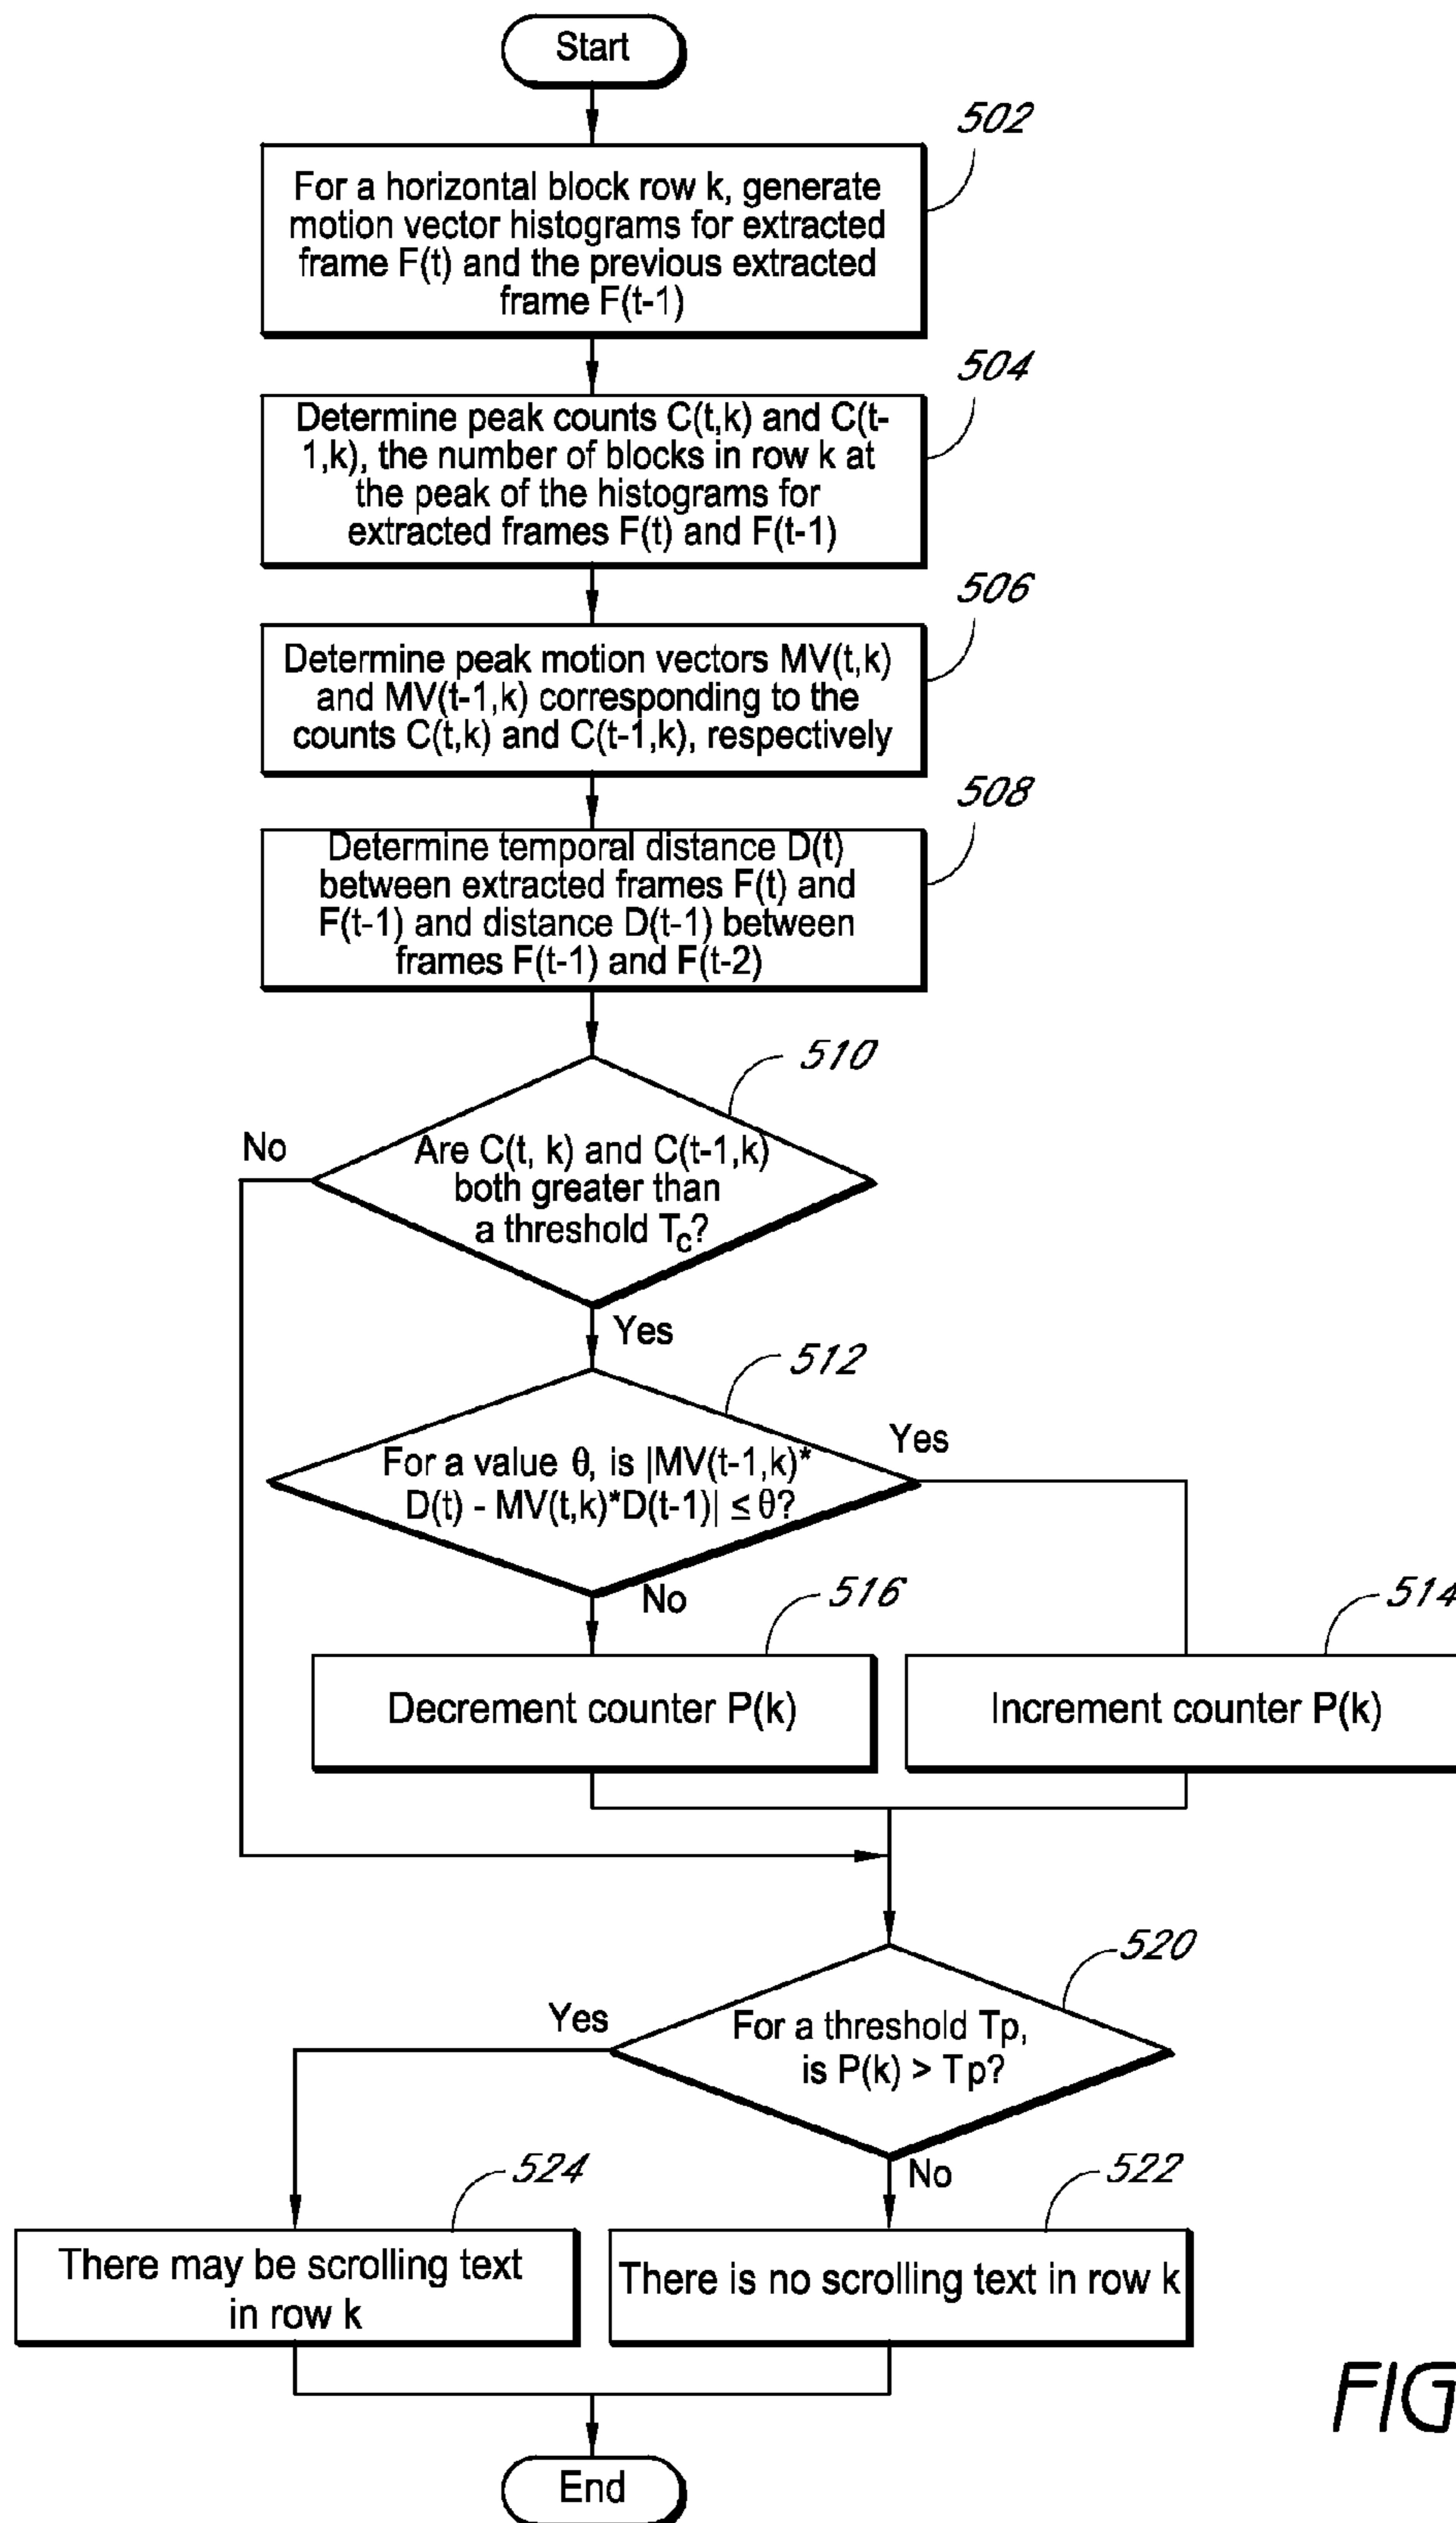 Start
502
For a horizontal block row k, generate
motion vector histograms for extracted
frame F(t) and the previous extracted
frame F(t-1)
504
Determine peak counts C(t,k) and C(t-
1,k), the number of blocks in row k at
the peak of the histograms for
extracted frames F(t) and F(t-1)
506
Determine peak motion vectors MV(t,k)
and MV(t-1,k) corresponding to the
counts C(t,k) and C(t-1,k), respectively
508
Determine temporal distance D(t)
between extracted frames F(t) and
F(t-1) and distance D(t-1) between
frames F(t-1) and F(t-2)
510
No
Are C(t, k) and C(t-1,k)
both greater than
a threshold Tc?
Yes
512
Yes
For a value θ, is |MV(t-1,k)*
D(t) - MV(t,k)*D(t-1)| ≤ θ?
No
516
514
Decrement counter P(k)
Increment counter P(k)
520
Yes
For a threshold Tp,
is P(k) > Tp?
No
524
522
There may be scrolling text
in row k
There is no scrolling text in row k
FIG
End